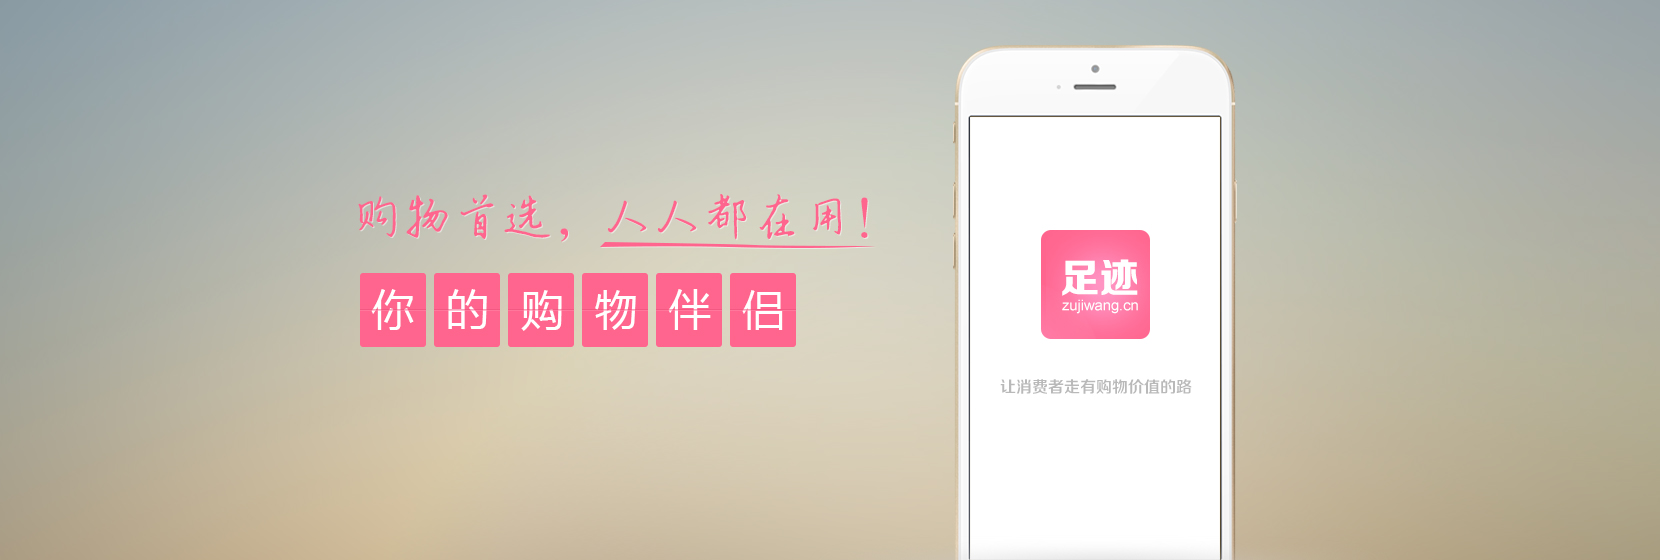 购物首选，人人都在用！
你的购物伴侣
足迹
zujiwang.cn
让消费者走有购物价值的路